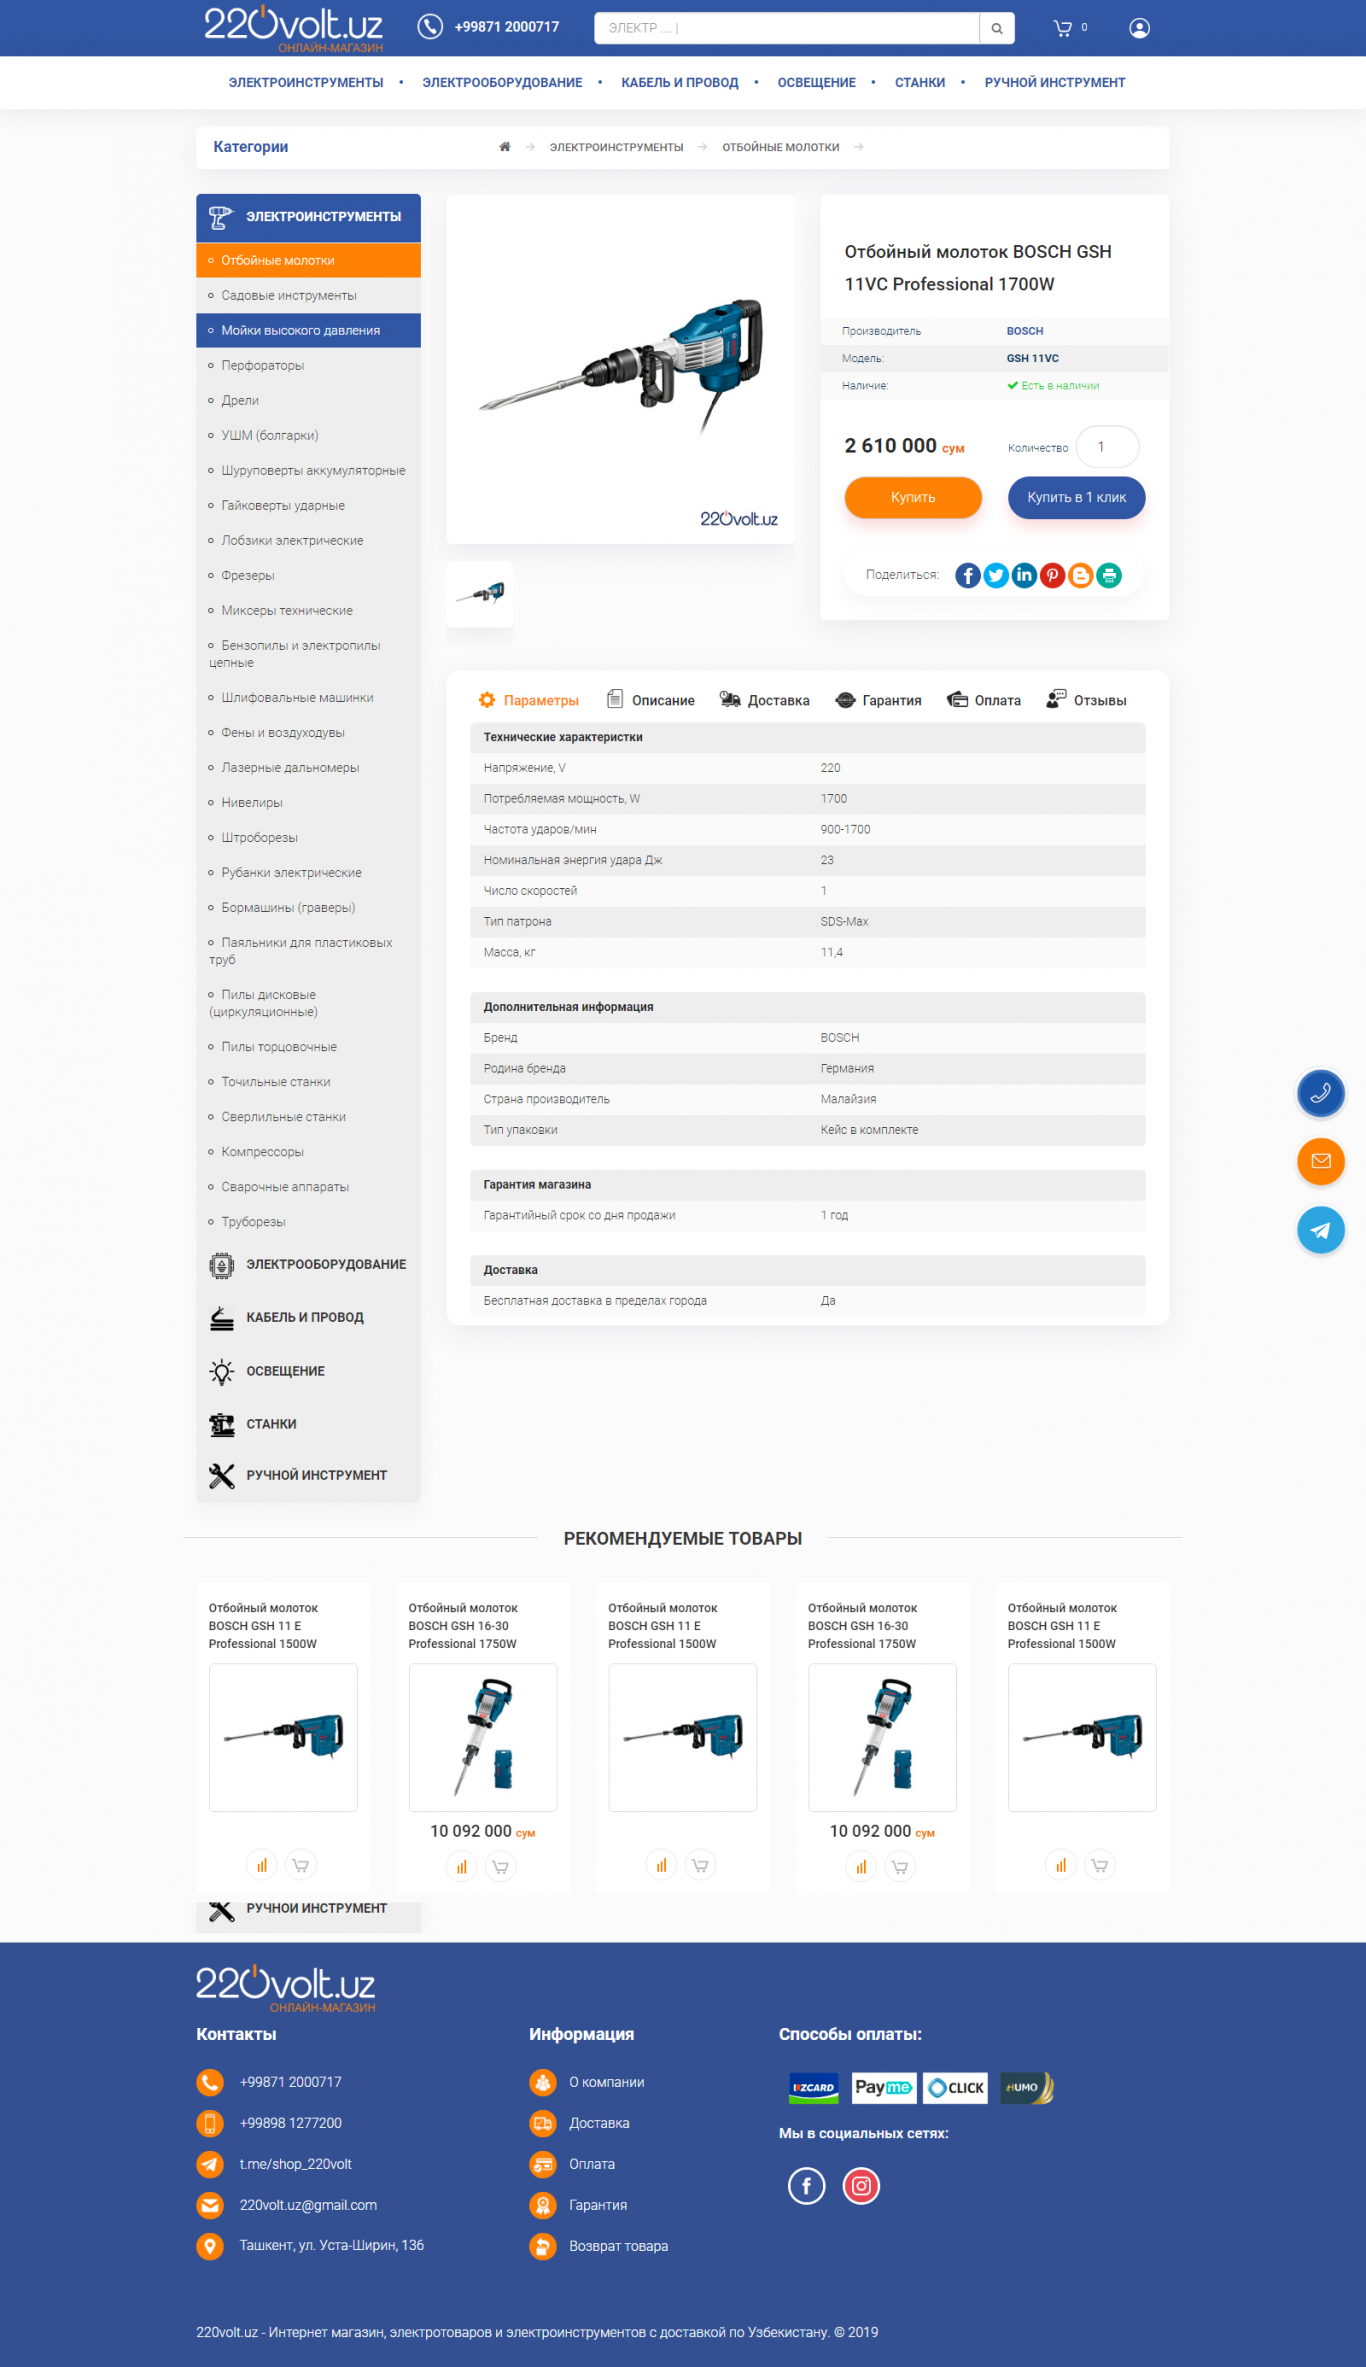 220volt.uz
ОНЛАЙН-МАГАЗИН
+99871 2000717
ЭЛЕКТР .... |
0
ЭЛЕКТРОИНСТРУМЕНТЫ • ЭЛЕКТРООБОРУДОВАНИЕ • КАБЕЛЬ И ПРОВОД • ОСВЕЩЕНИЕ • СТАНКИ • РУЧНОЙ ИНСТРУМЕНТ
Категории
ЭЛЕКТРОИНСТРУМЕНТЫ → ОТБОЙНЫЕ МОЛОТКИ →
ЭЛЕКТРОИНСТРУМЕНТЫ
Отбойные молотки
Садовые инструменты
Мойки высокого давления
Перфораторы
Дрели
УШМ (болгарки)
Шуруповерты аккумуляторные
Гайковерты ударные
Лобзики электрические
Фрезеры
Миксеры технические
Бензопилы и электропилы
цепные
Шлифовальные машинки
Фены и воздуходувы
Лазерные дальномеры
Нивелиры
Штроборезы
Рубанки электрические
Бормашины (граверы)
Паяльники для пластиковых
труб
Пилы дисковые
(циркуляционные)
Пилы торцовочные
Точильные станки
Сверлильные станки
Компрессоры
Сварочные аппараты
Труборезы
ЭЛЕКТРООБОРУДОВАНИЕ
КАБЕЛЬ И ПРОВОД
ОСВЕЩЕНИЕ
СТАНКИ
РУЧНОЙ ИНСТРУМЕНТ
220volt.uz
Отбойный молоток BOSCH GSH
11VC Professional 1700W
Производитель BOSCH
Модель: GSH 11VC
Наличие: Есть в наличии
2 610 000 сум
Количество 1
Купить
Купить в 1 клик
Поделиться:
Параметры Описание Доставка Гарантия Оплата Отзывы
Технические характеристки
Напряжение, V 220
Потребляемая мощность, W 1700
Частота ударов/мин 900-1700
Номинальная энергия удара Дж 23
Число скоростей 1
Тип патрона SDS-Max
Масса, кг 11,4
Дополнительная информация
Бренд BOSCH
Родина бренда Германия
Страна производитель Малайзия
Тип упаковки Кейс в комплекте
Гарантия магазина
Гарантийный срок со дня продажи 1 год
Доставка
Бесплатная доставка в пределах города Да
РЕКОМЕНДУЕМЫЕ ТОВАРЫ
Отбойный молоток
BOSCH GSH 11 E
Professional 1500W
Отбойный молоток
BOSCH GSH 16-30
Professional 1750W
10 092 000 сум
Отбойный молоток
BOSCH GSH 11 E
Professional 1500W
Отбойный молоток
BOSCH GSH 16-30
Professional 1750W
10 092 000 сум
Отбойный молоток
BOSCH GSH 11 E
Professional 1500W
РУЧНОЙ ИНСТРУМЕНТ
220volt.uz
ОНЛАЙН-МАГАЗИН
Контакты
+99871 2000717
+99898 1277200
t.me/shop_220volt
220volt.uz@gmail.com
Ташкент, ул. Уста-Ширин, 136
Информация
О компании
Доставка
Оплата
Гарантия
Возврат товара
Способы оплаты:
UZCARD Payme CLICK HUMO
Мы в социальных сетях:
220volt.uz - Интернет магазин, электротоваров и электроинструментов с доставкой по Узбекистану. © 2019